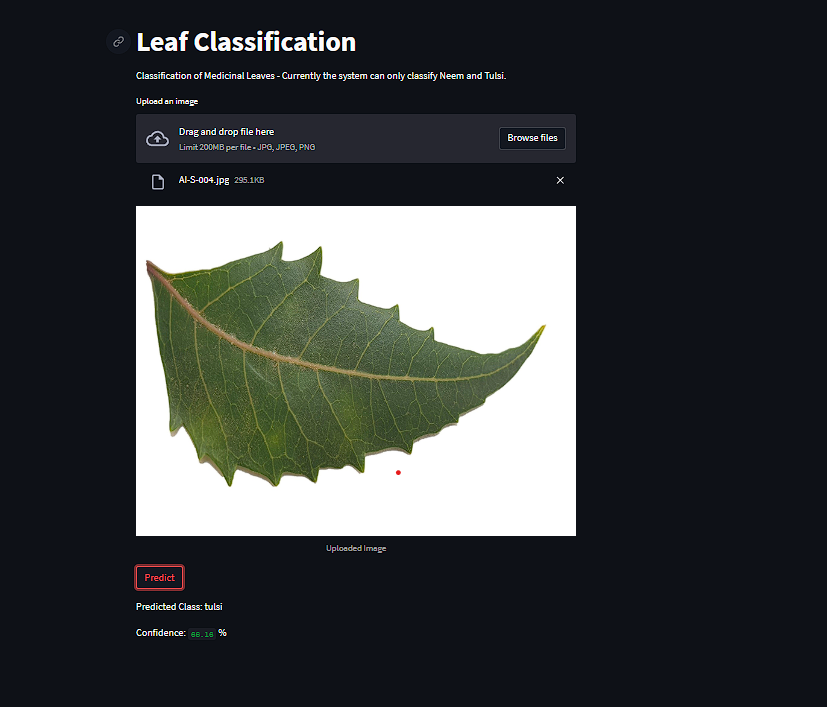 Leaf Classification
Classification of Medicinal Leaves - Currently the system can only classify Neem and Tulsi.
Upload an image
Drag and drop file here
Limit 200MB per file • JPG, JPEG, PNG
Browse files
AI-S-004.jpg 295.1KB
Uploaded Image
Predict
Predicted Class: tulsi
Confidence: %